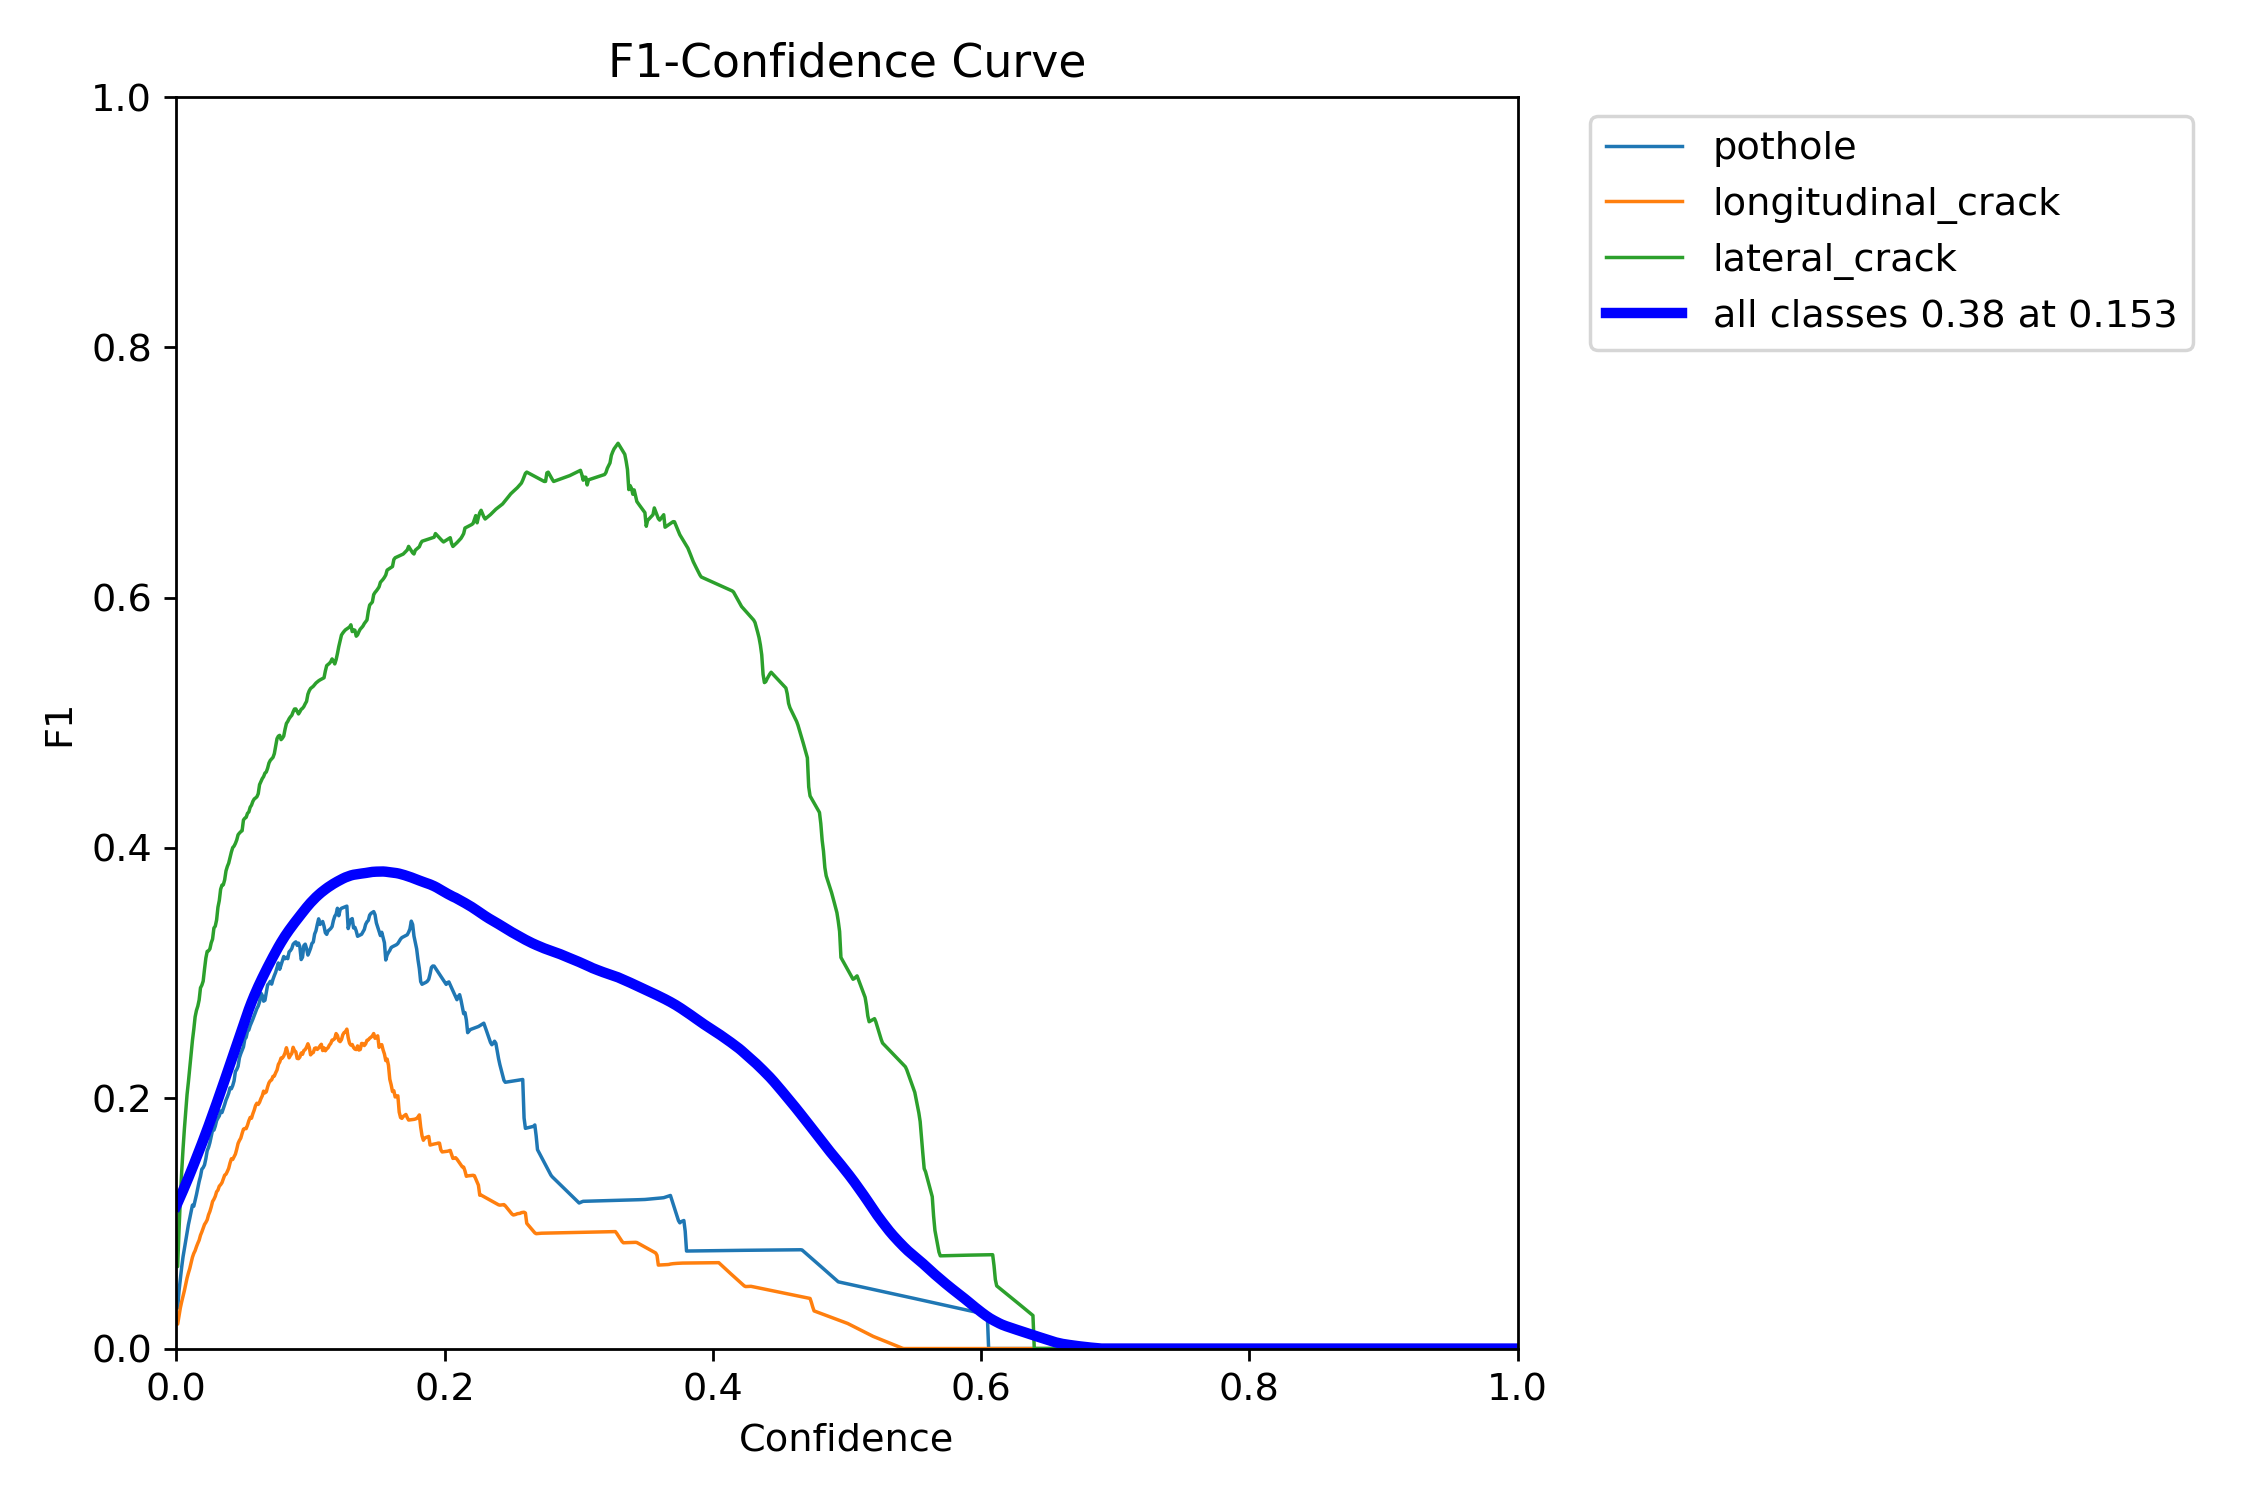 F1-Confidence Curve
1.0
0.8
0.6
0.4
0.2
0.0
F1
0.0 0.2 0.4 0.6 0.8 1.0
Confidence
pothole
longitudinal_crack
lateral_crack
all classes 0.38 at 0.153